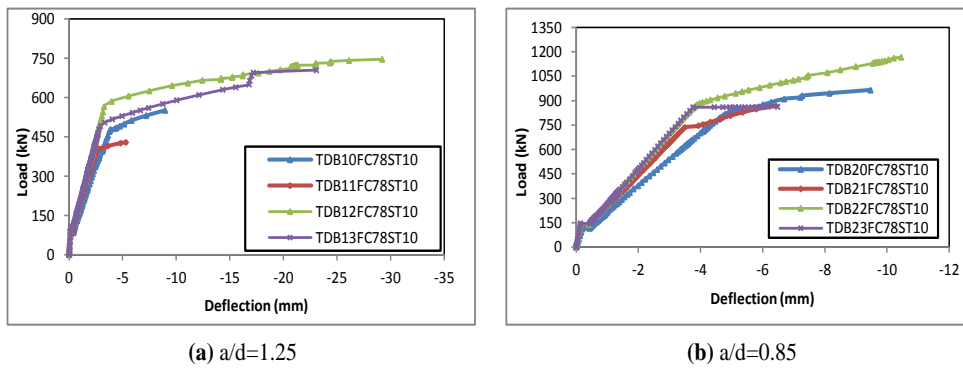 900
750
600
450
300
150
0
Load (kN)
0 -5 -10 -15 -20 -25 -30 -35
Deflection (mm)
TDB10FC78ST10
TDB11FC78ST10
TDB12FC78ST10
TDB13FC78ST10
(a) a/d=1.25
1350
1200
1050
900
750
600
450
300
150
0
Load (kN)
0 -2 -4 -6 -8 -10 -12
Deflection (mm)
TDB20FC78ST10
TDB21FC78ST10
TDB22FC78ST10
TDB23FC78ST10
(b) a/d=0.85